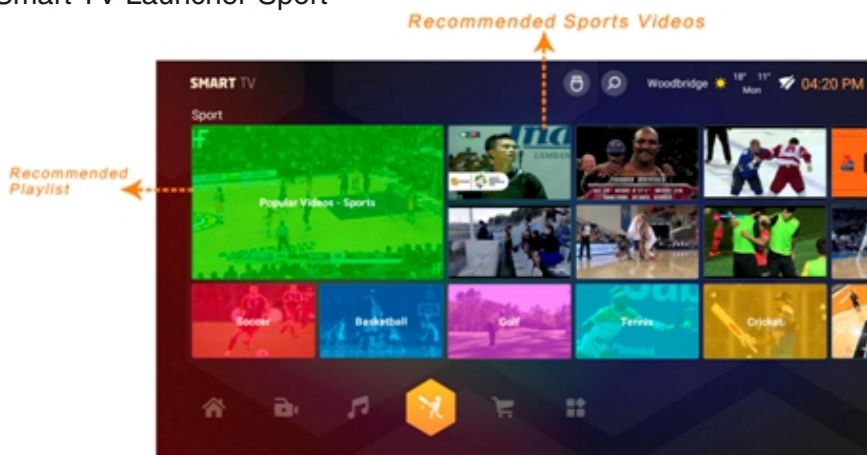 Smart TV Launcher Sport
Recommended Sports Videos
SMART TV
Woodbridge 18° 11° Mon 04:20 PM
Sport
Recommended
Playlist
Popular Videos - Sports
Soccer
Basketball
Golf
Tennis
Cricket